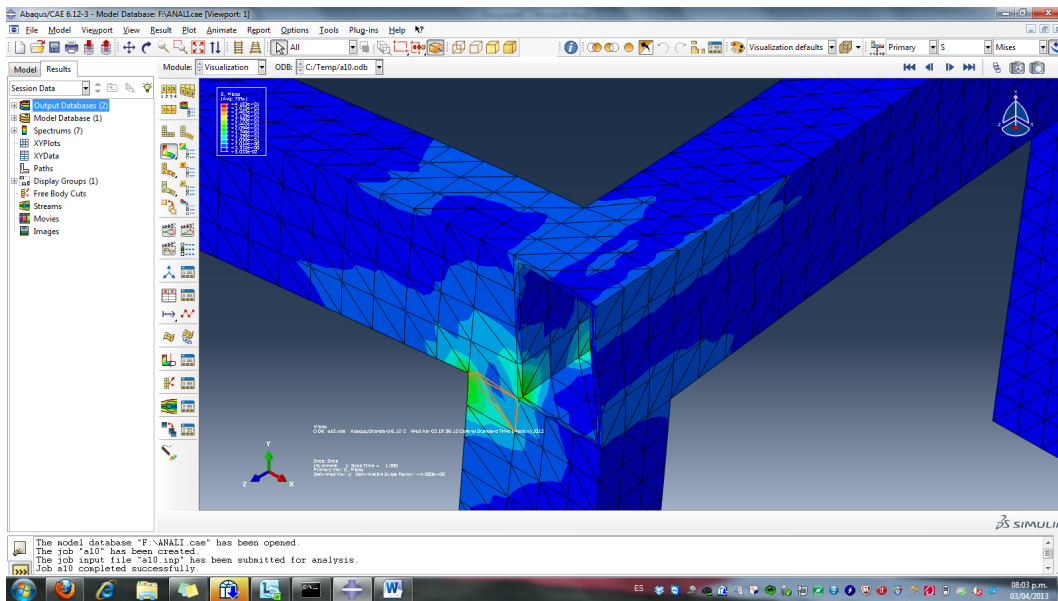 Abaqus/CAE 6.12-3 - Model Database: F:\ANALI.cae [Viewport: 1]
File Model Viewport View Result Plot Animate Report Options Tools Plug-ins Help
All Visualization defaults Primary S Mises
Model Results Module: Visualization ODB: C:/Temp/a10.odb
Session Data
Output Databases (2)
Model Database (1)
Spectrums (7)
XYPlots
XYData
Paths
Display Groups (1)
Free Body Cuts
Streams
Movies
Images
S, Mises
(Avg: 75%)
Y
Z X
SIMULIA
The model database "F:\ANALI.cae" has been opened.
The job "a10" has been created.
The job input file "a10.inp" has been submitted for analysis.
Job a10 completed successfully.
ES
08:03 p.m.
03/04/2013